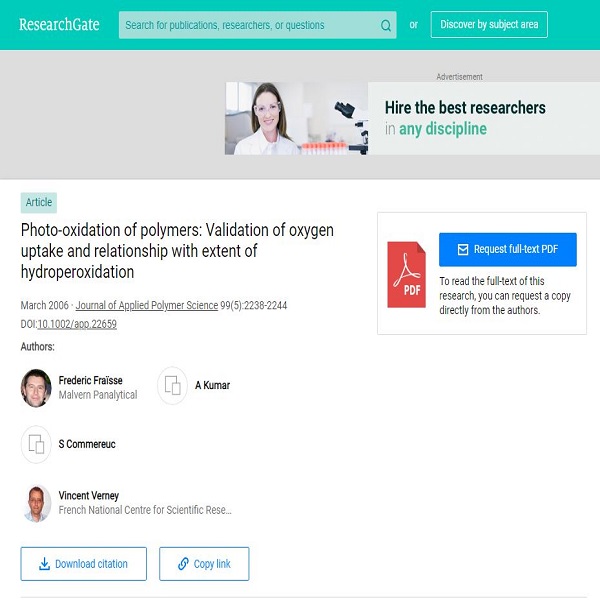 ResearchGate
Search for publications, researchers, or questions
or
Discover by subject area
Advertisement
Hire the best researchers
in any discipline
Article
Photo-oxidation of polymers: Validation of oxygen
uptake and relationship with extent of
hydroperoxidation
March 2006 · Journal of Applied Polymer Science 99(5):2238-2244
DOI:10.1002/app.22659
PDF
Request full-text PDF
To read the full-text of this
research, you can request a copy
directly from the authors.
Authors:
Frederic Fraïsse
Malvern Panalytical
A Kumar
S Commereuc
Vincent Verney
French National Centre for Scientific Rese...
Download citation
Copy link